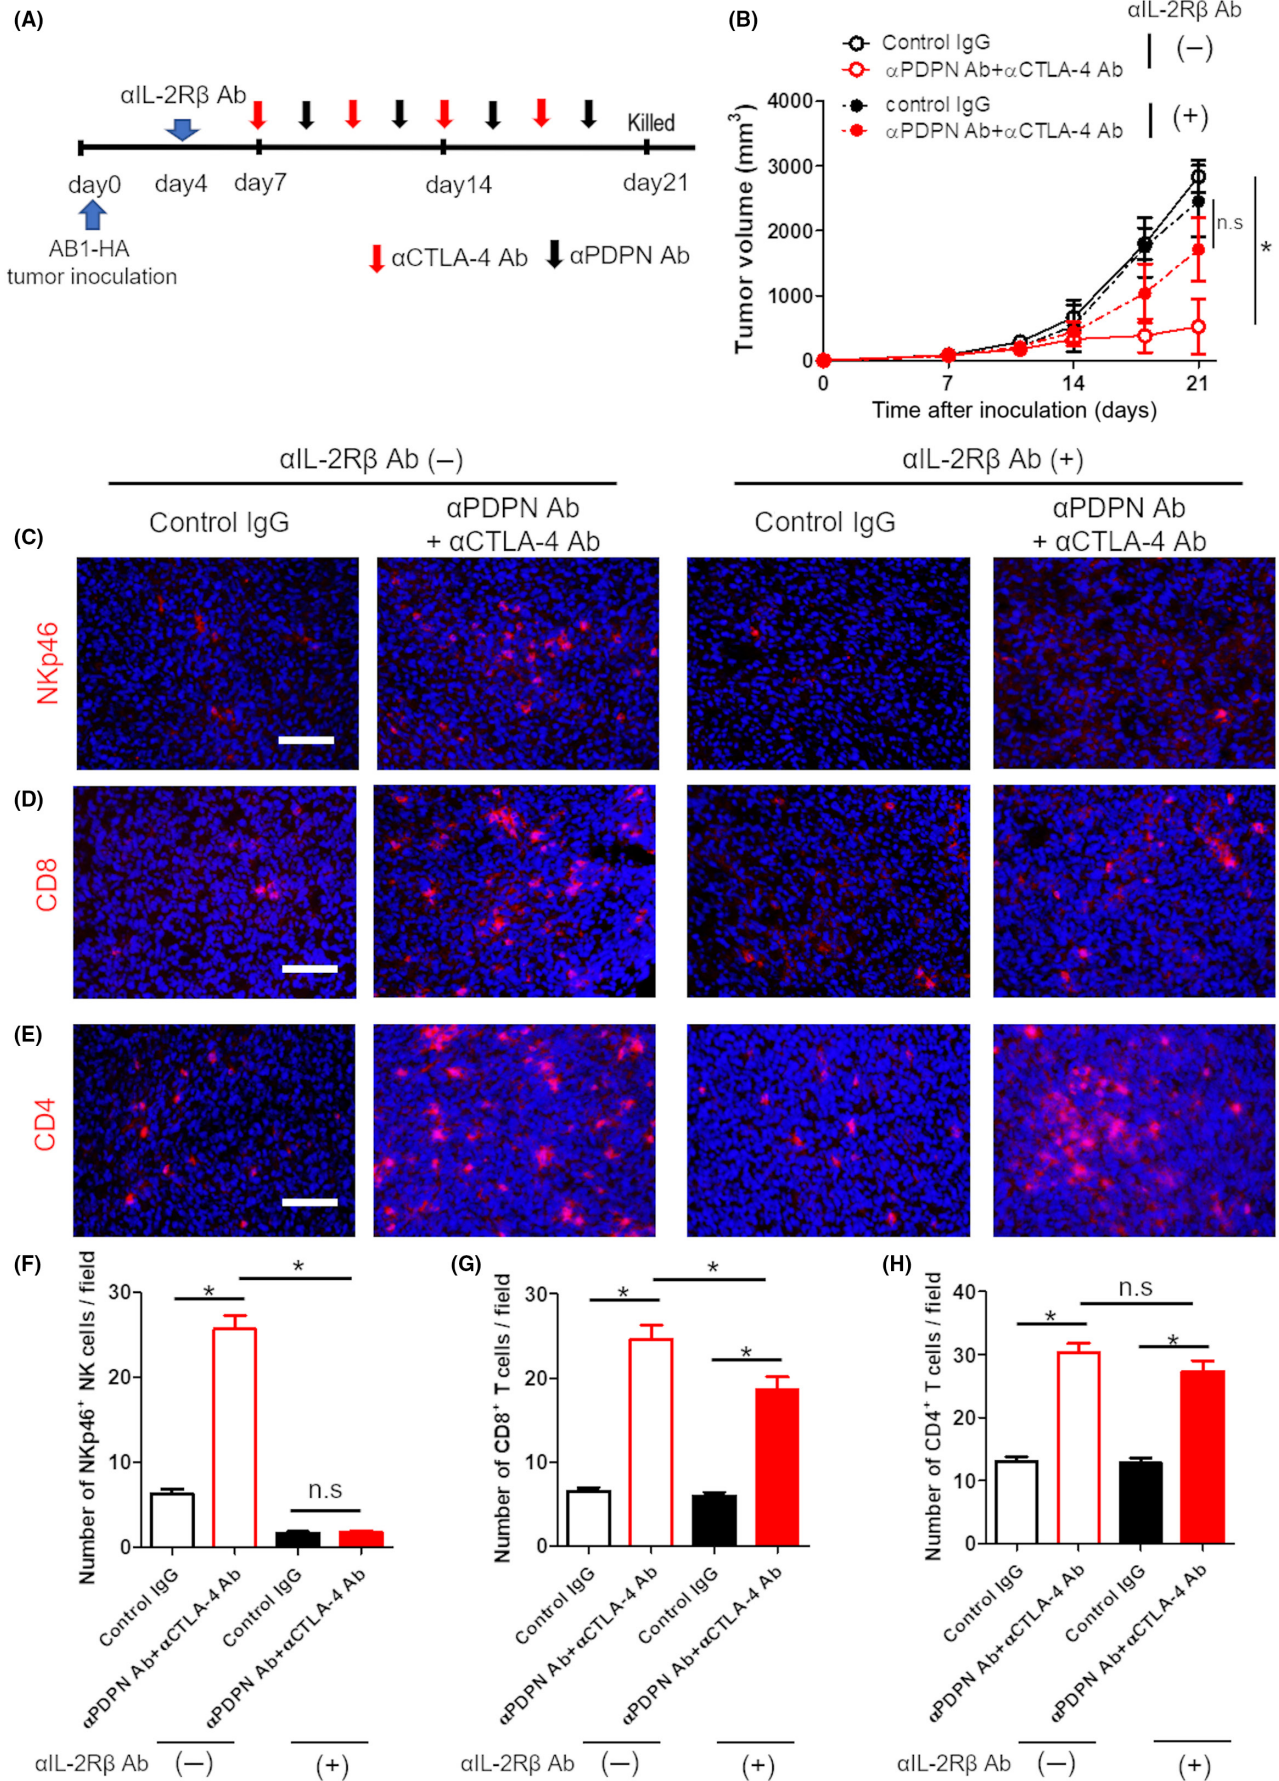 (A)
αIL-2Rβ Ab
Killed
day0
day4
day7
day14
day21
AB1-HA
tumor inoculation
αCTLA-4 Ab
αPDPN Ab
(B)
αIL-2Rβ Ab
Control IgG
αPDPN Ab+αCTLA-4 Ab
(—)
control IgG
αPDPN Ab+αCTLA-4 Ab
(+)
Tumor volume (mm³)
4000
3000
2000
1000
0
n.s
*
0
7
14
21
Time after inoculation (days)
αIL-2Rβ Ab (—)
αIL-2Rβ Ab (+)
Control IgG
αPDPN Ab
+ αCTLA-4 Ab
Control IgG
αPDPN Ab
+ αCTLA-4 Ab
(C)
NKp46
(D)
CD8
(E)
CD4
(F)
Number of NKp46⁺ NK cells / field
30
20
10
0
*
*
n.s
Control IgG
αPDPN Ab+αCTLA-4 Ab
Control IgG
αPDPN Ab+αCTLA-4 Ab
αIL-2Rβ Ab
(—)
(+)
(G)
Number of CD8⁺ T cells / field
30
20
10
0
*
*
*
Control IgG
αPDPN Ab+αCTLA-4 Ab
Control IgG
αPDPN Ab+αCTLA-4 Ab
αIL-2Rβ Ab
(—)
(+)
(H)
Number of CD4⁺ T cells / field
40
30
20
10
0
*
n.s
*
Control IgG
αPDPN Ab+αCTLA-4 Ab
Control IgG
αPDPN Ab+αCTLA-4 Ab
αIL-2Rβ Ab
(—)
(+)